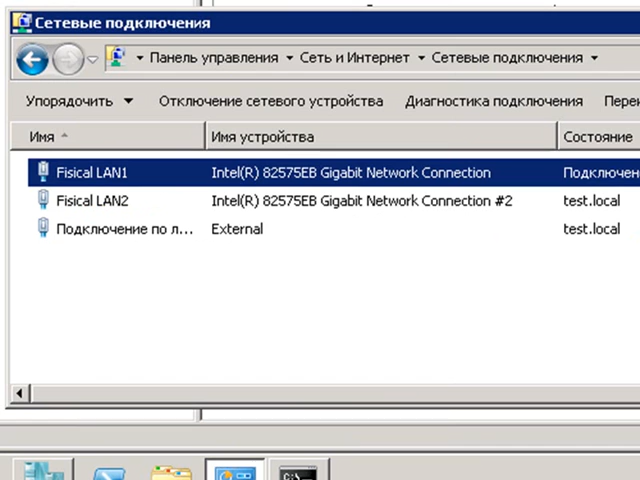 Сетевые подключения
Панель управления Сеть и Интернет Сетевые подключения
Упорядочить Отключение сетевого устройства Диагностика подключения Переи
Имя Имя устройства Состояние
Fisical LAN1 Intel(R) 82575EB Gigabit Network Connection Подключен
Fisical LAN2 Intel(R) 82575EB Gigabit Network Connection #2 test.local
Подключение по л... External test.local